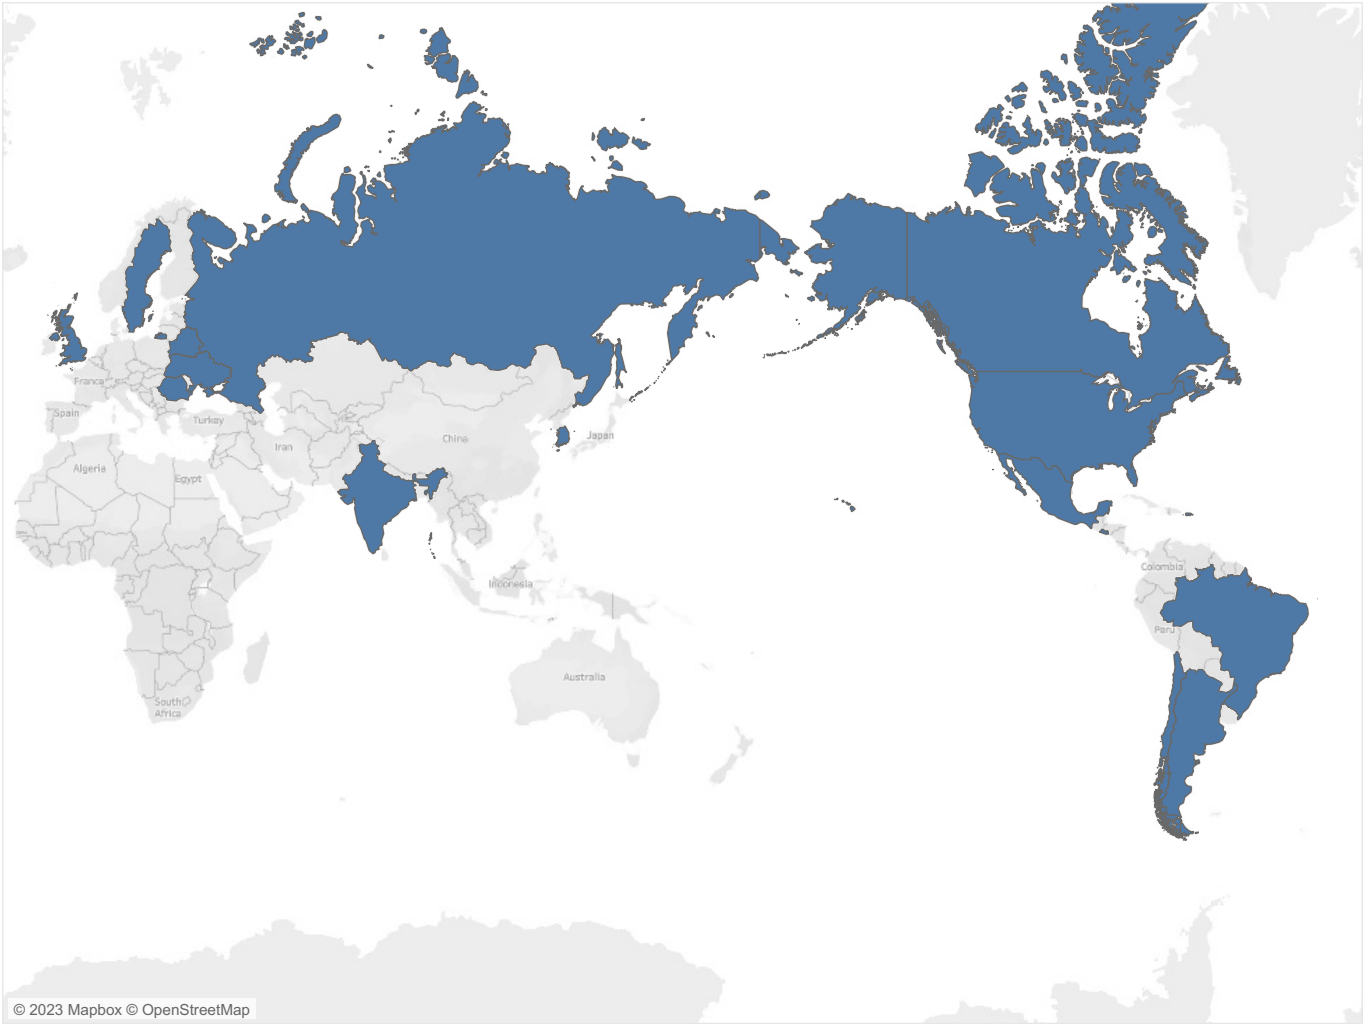 France
Spain
Turkey
Iran
China
Japan
Algeria
Egypt
Indonesia
Colombia
Peru
Australia
South
Africa
© 2023 Mapbox © OpenStreetMap